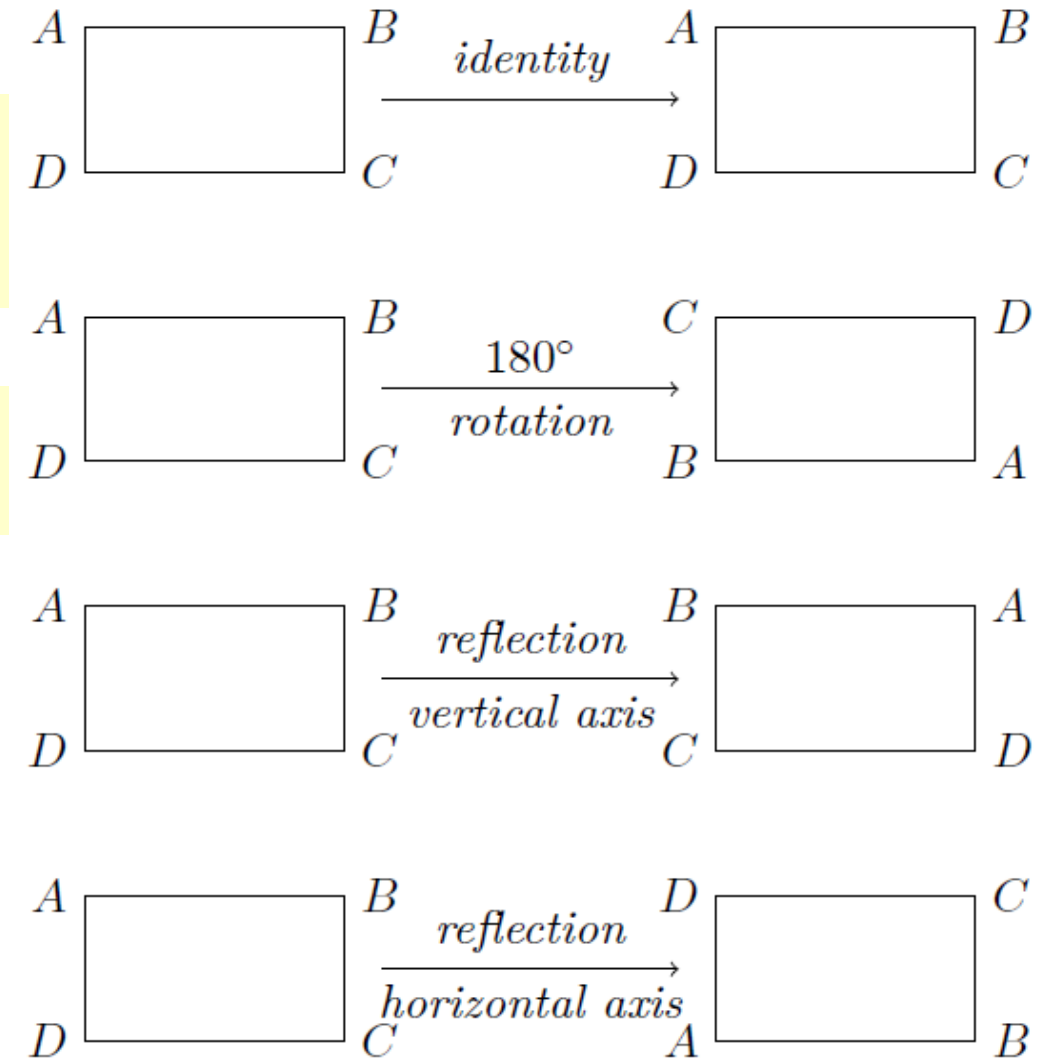 A B A B
identity
D C D C
A B C D
180°
rotation
D C B A
A B B A
reflection
vertical axis
D C C D
A B D C
reflection
horizontal axis
D C A B